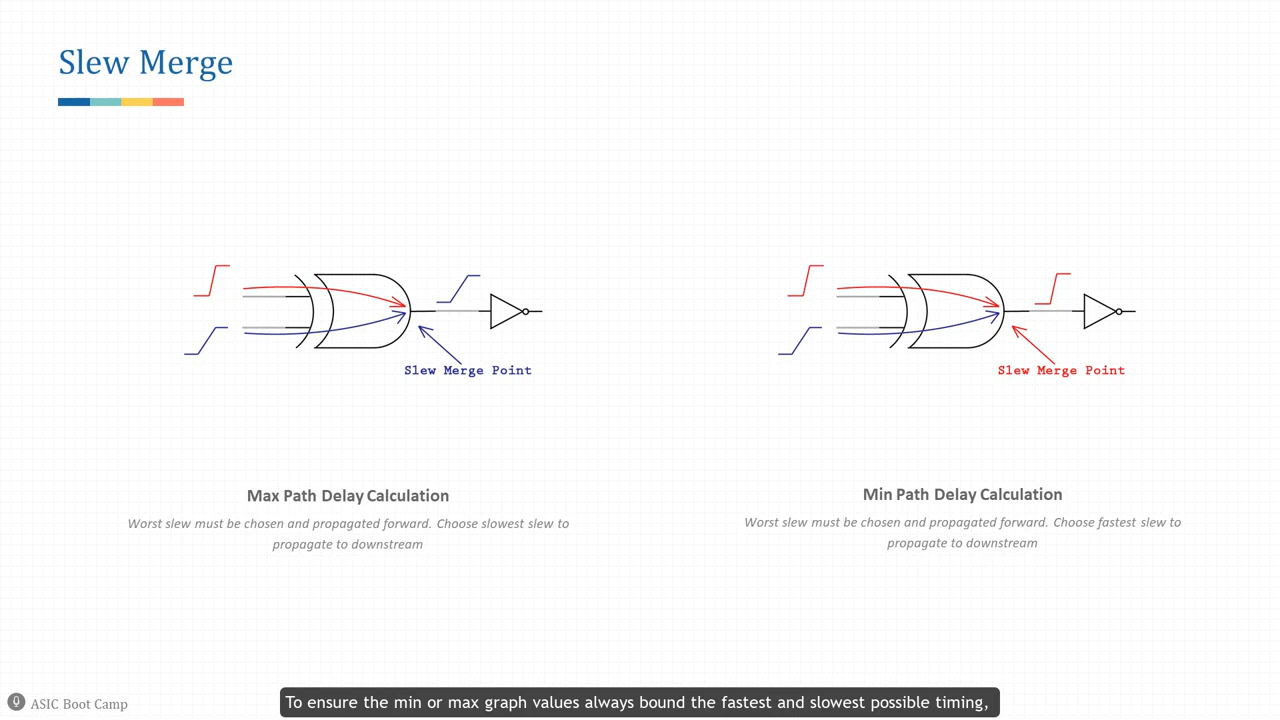 Slew Merge
Slew Merge Point
Slew Merge Point
Max Path Delay Calculation
Worst slew must be chosen and propagated forward. Choose slowest slew to
propagate to downstream
Min Path Delay Calculation
Worst slew must be chosen and propagated forward. Choose fastest slew to
propagate to downstream
ASIC Boot Camp
To ensure the min or max graph values always bound the fastest and slowest possible timing,